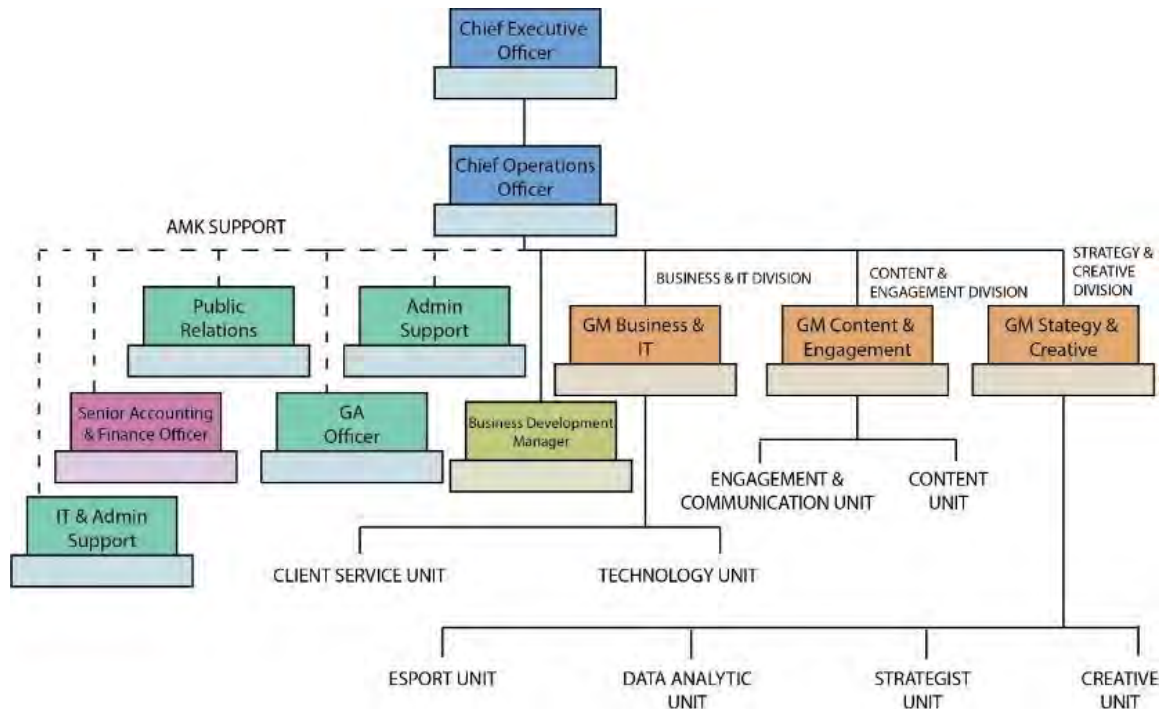 Chief Executive
Officer
Chief Operations
Officer
AMK SUPPORT
BUSINESS & IT DIVISION
CONTENT &
ENGAGEMENT DIVISION
STRATEGY &
CREATIVE
DIVISION
Public
Relations
Admin
Support
GM Business &
IT
GM Content &
Engagement
GM Stategy &
Creative
Senior Accounting
& Finance Officer
GA
Officer
Business Development
Manager
ENGAGEMENT &
COMMUNICATION UNIT
CONTENT
UNIT
IT & Admin
Support
CLIENT SERVICE UNIT
TECHNOLOGY UNIT
ESPORT UNIT
DATA ANALYTIC
UNIT
STRATEGIST
UNIT
CREATIVE
UNIT